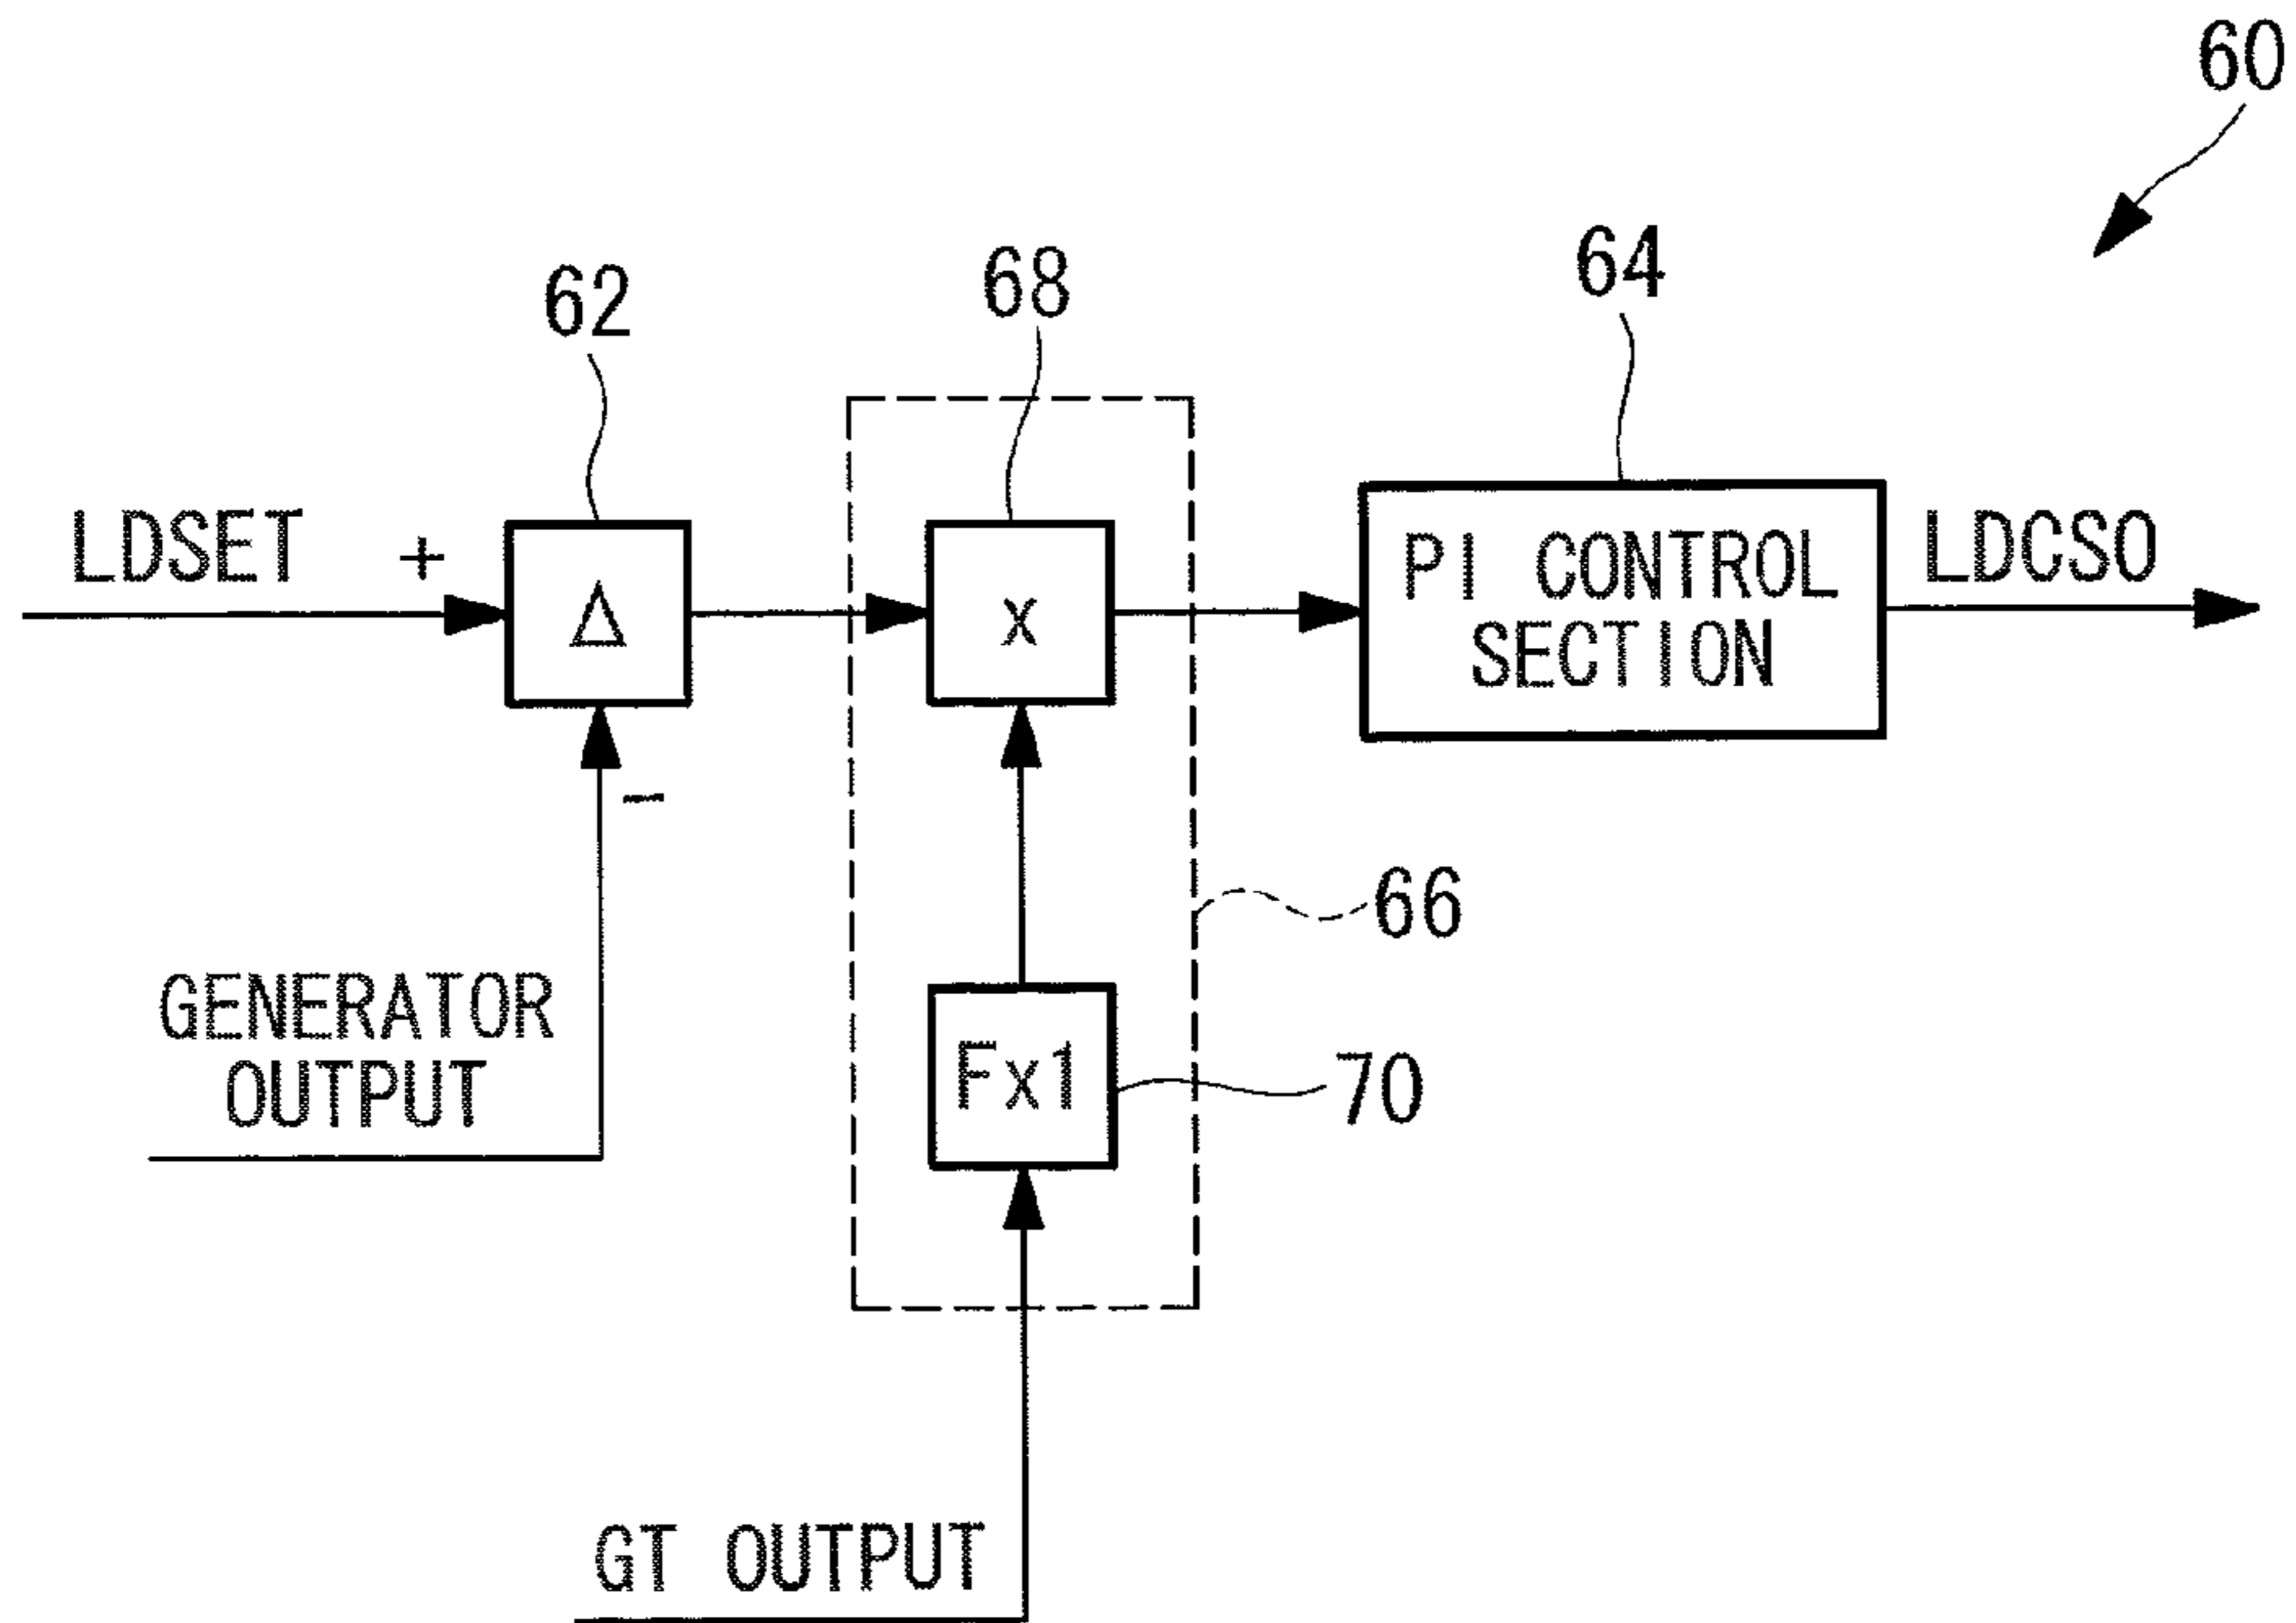 60
62
68
64
LDSET
+
Δ
x
PI CONTROL
SECTION
LDCSO
-
66
GENERATOR
OUTPUT
Fx1
70
GT OUTPUT